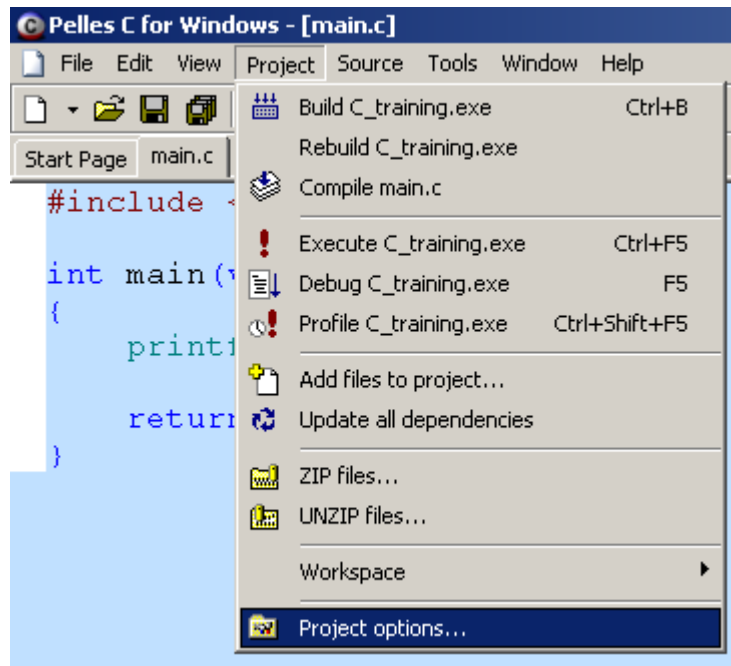 Pelles C for Windows - [main.c]
File Edit View Project Source Tools Window Help
Start Page main.c
Build C_training.exe Ctrl+B
Rebuild C_training.exe
Compile main.c
Execute C_training.exe Ctrl+F5
Debug C_training.exe F5
Profile C_training.exe Ctrl+Shift+F5
Add files to project...
Update all dependencies
ZIP files...
UNZIP files...
Workspace
Project options...
#include <
int main(
{
print
retur
}